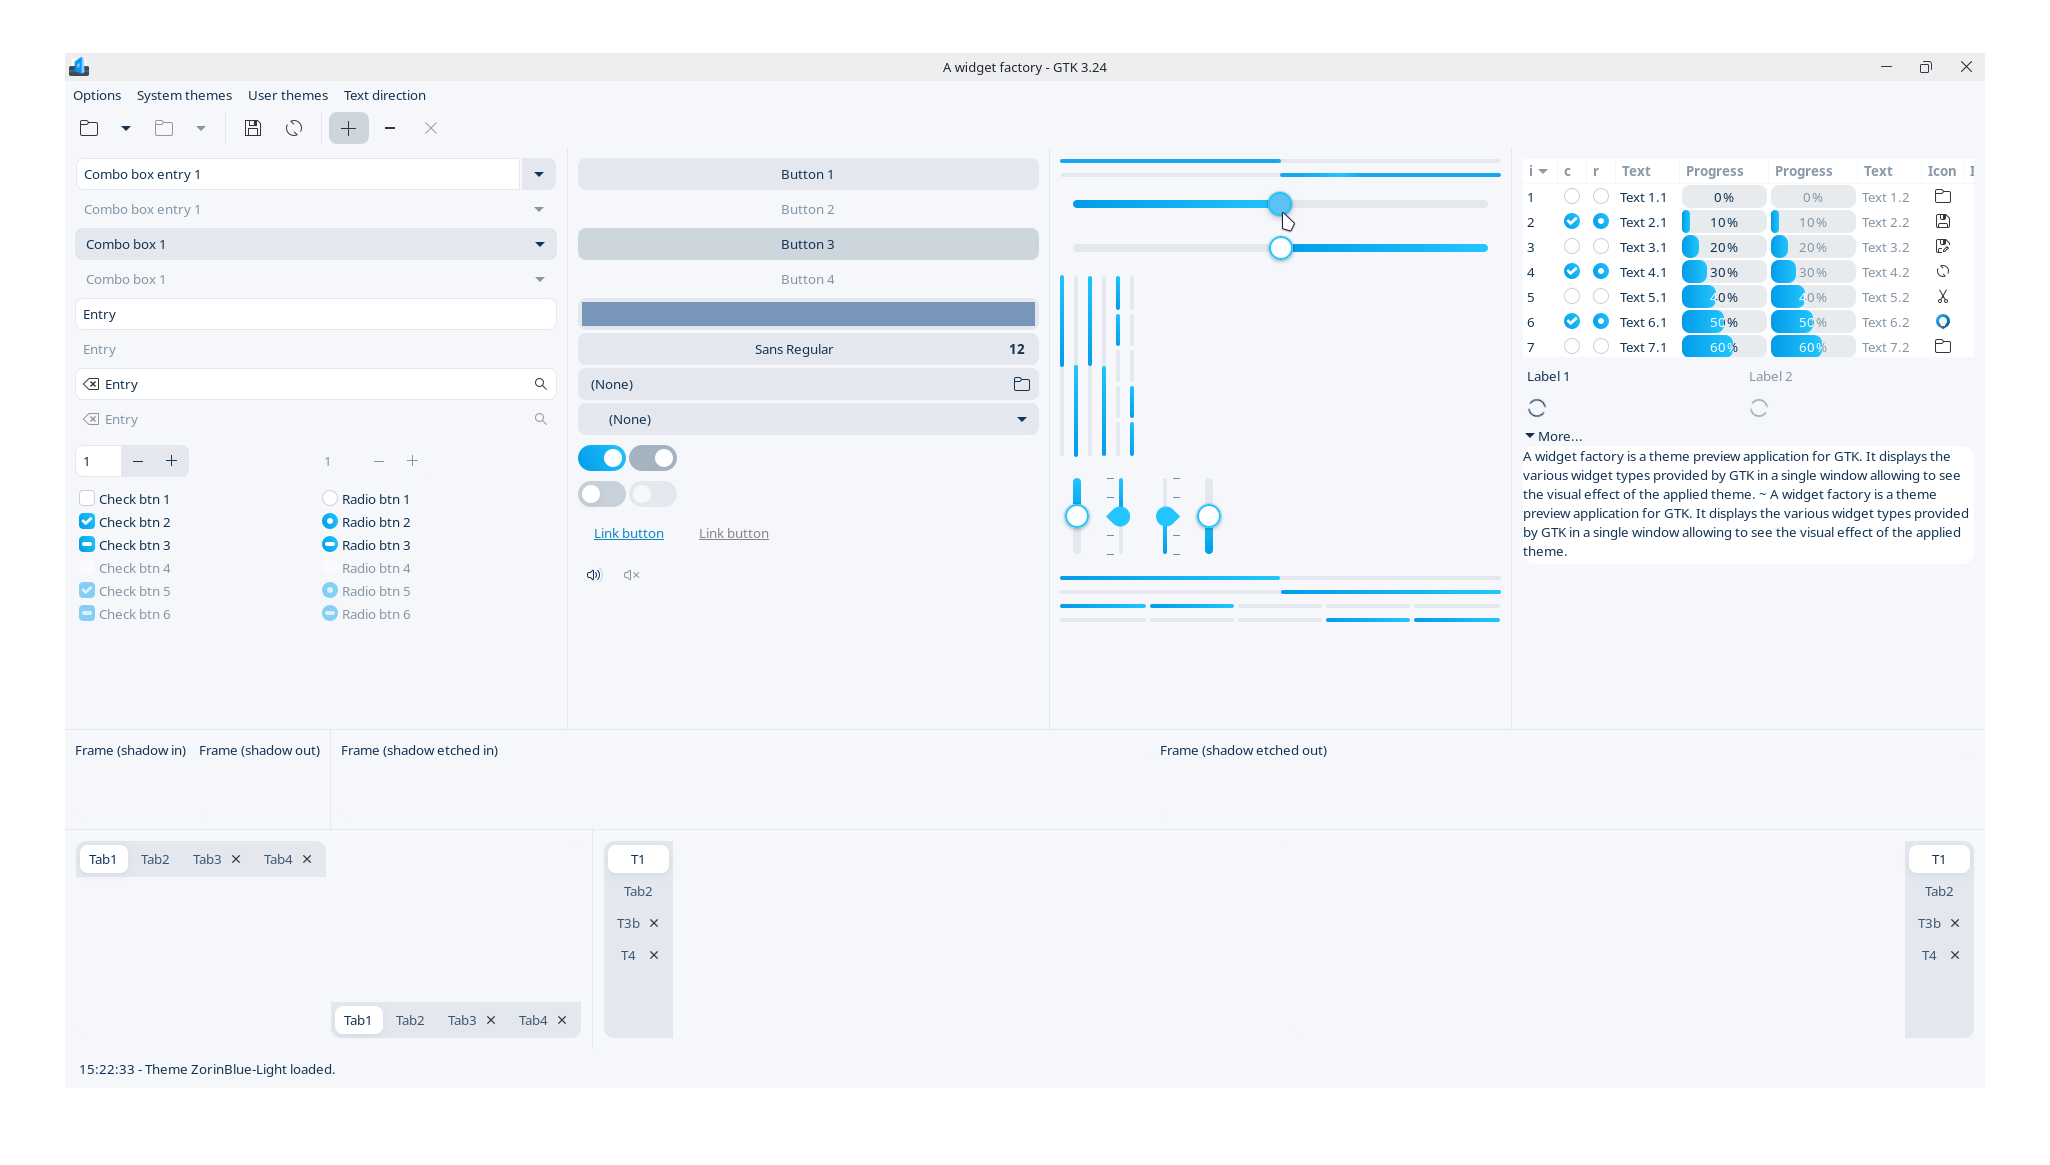 A widget factory - GTK 3.24
Options System themes User themes Text direction
Combo box entry 1
Combo box entry 1
Combo box 1
Combo box 1
Entry
Entry
Entry
Entry
1 1
Check btn 1 Radio btn 1
Check btn 2 Radio btn 2
Check btn 3 Radio btn 3
Check btn 4 Radio btn 4
Check btn 5 Radio btn 5
Check btn 6 Radio btn 6
Button 1
Button 2
Button 3
Button 4
Sans Regular 12
(None)
(None)
Link button Link button
i c r Text Progress Progress Text Icon I
1 Text 1.1 0% 0% Text 1.2
2 Text 2.1 10% 10% Text 2.2
3 Text 3.1 20% 20% Text 3.2
4 Text 4.1 30% 30% Text 4.2
5 Text 5.1 40% 40% Text 5.2
6 Text 6.1 50% 50% Text 6.2
7 Text 7.1 60% 60% Text 7.2
Label 1 Label 2
More...
A widget factory is a theme preview application for GTK. It displays the
various widget types provided by GTK in a single window allowing to see
the visual effect of the applied theme. ~ A widget factory is a theme
preview application for GTK. It displays the various widget types provided
by GTK in a single window allowing to see the visual effect of the applied
theme.
Frame (shadow in) Frame (shadow out) Frame (shadow etched in) Frame (shadow etched out)
Tab1 Tab2 Tab3 Tab4
Tab1 Tab2 Tab3 Tab4
T1
Tab2
T3b
T4
T1
Tab2
T3b
T4
15:22:33 - Theme ZorinBlue-Light loaded.